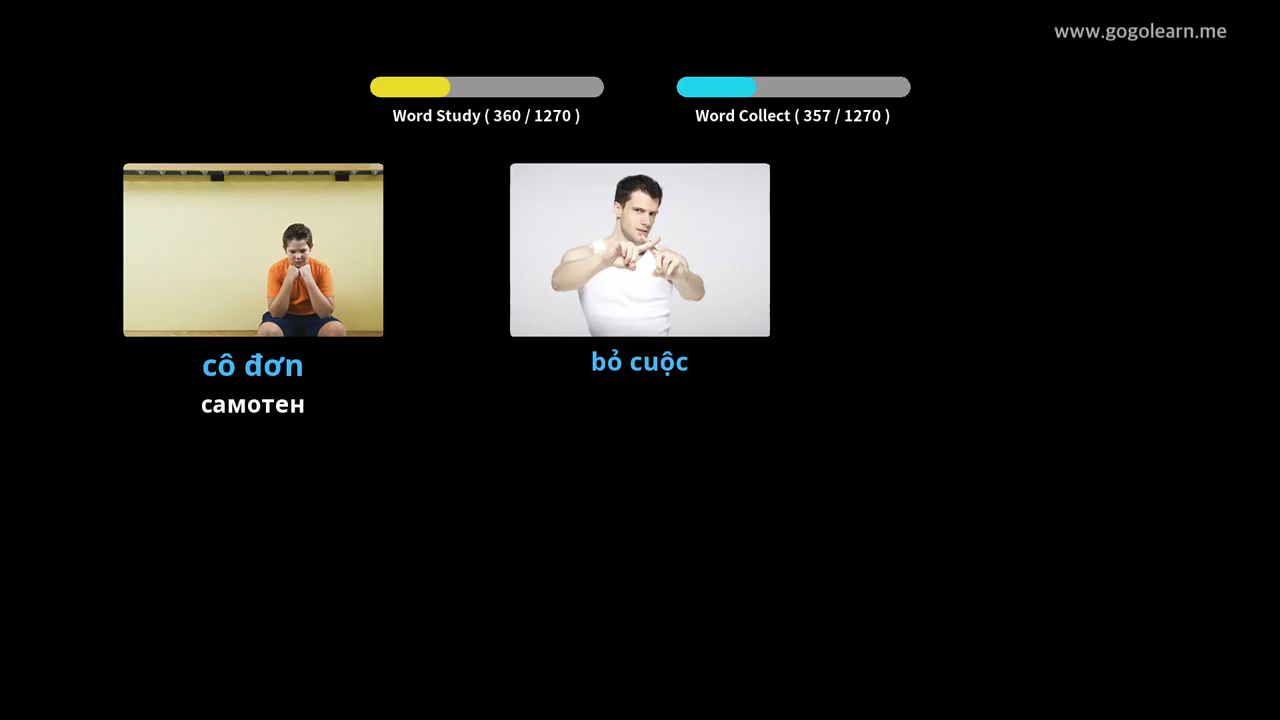 www.gogolearn.me
Word Study ( 360 / 1270 )
Word Collect ( 357 / 1270 )
cô đơn
самотен
bỏ cuộc